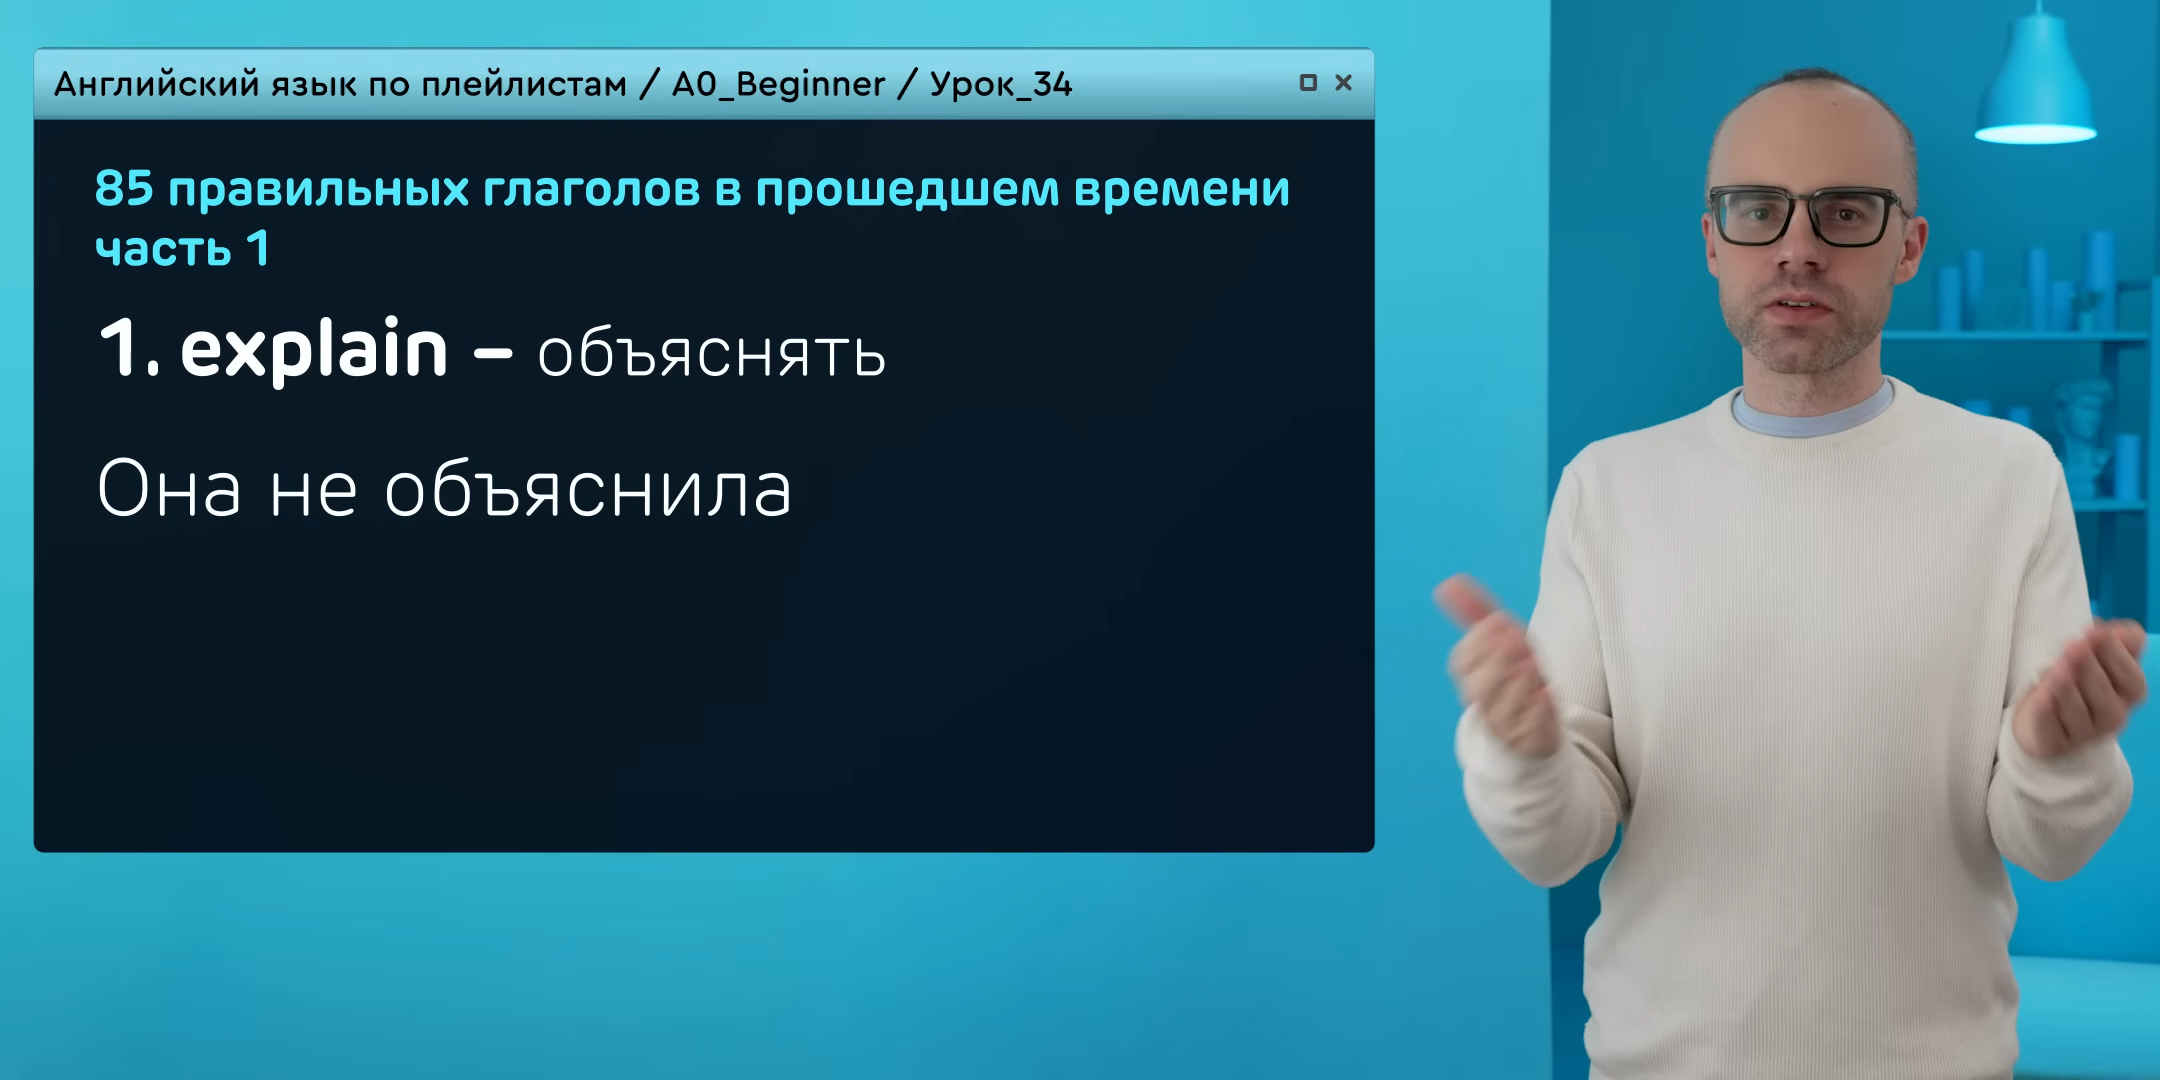 Английский язык по плейлистам / A0_Beginner / Урок_34
85 правильных глаголов в прошедшем времени
часть 1
1. explain – объяснять
Она не объяснила